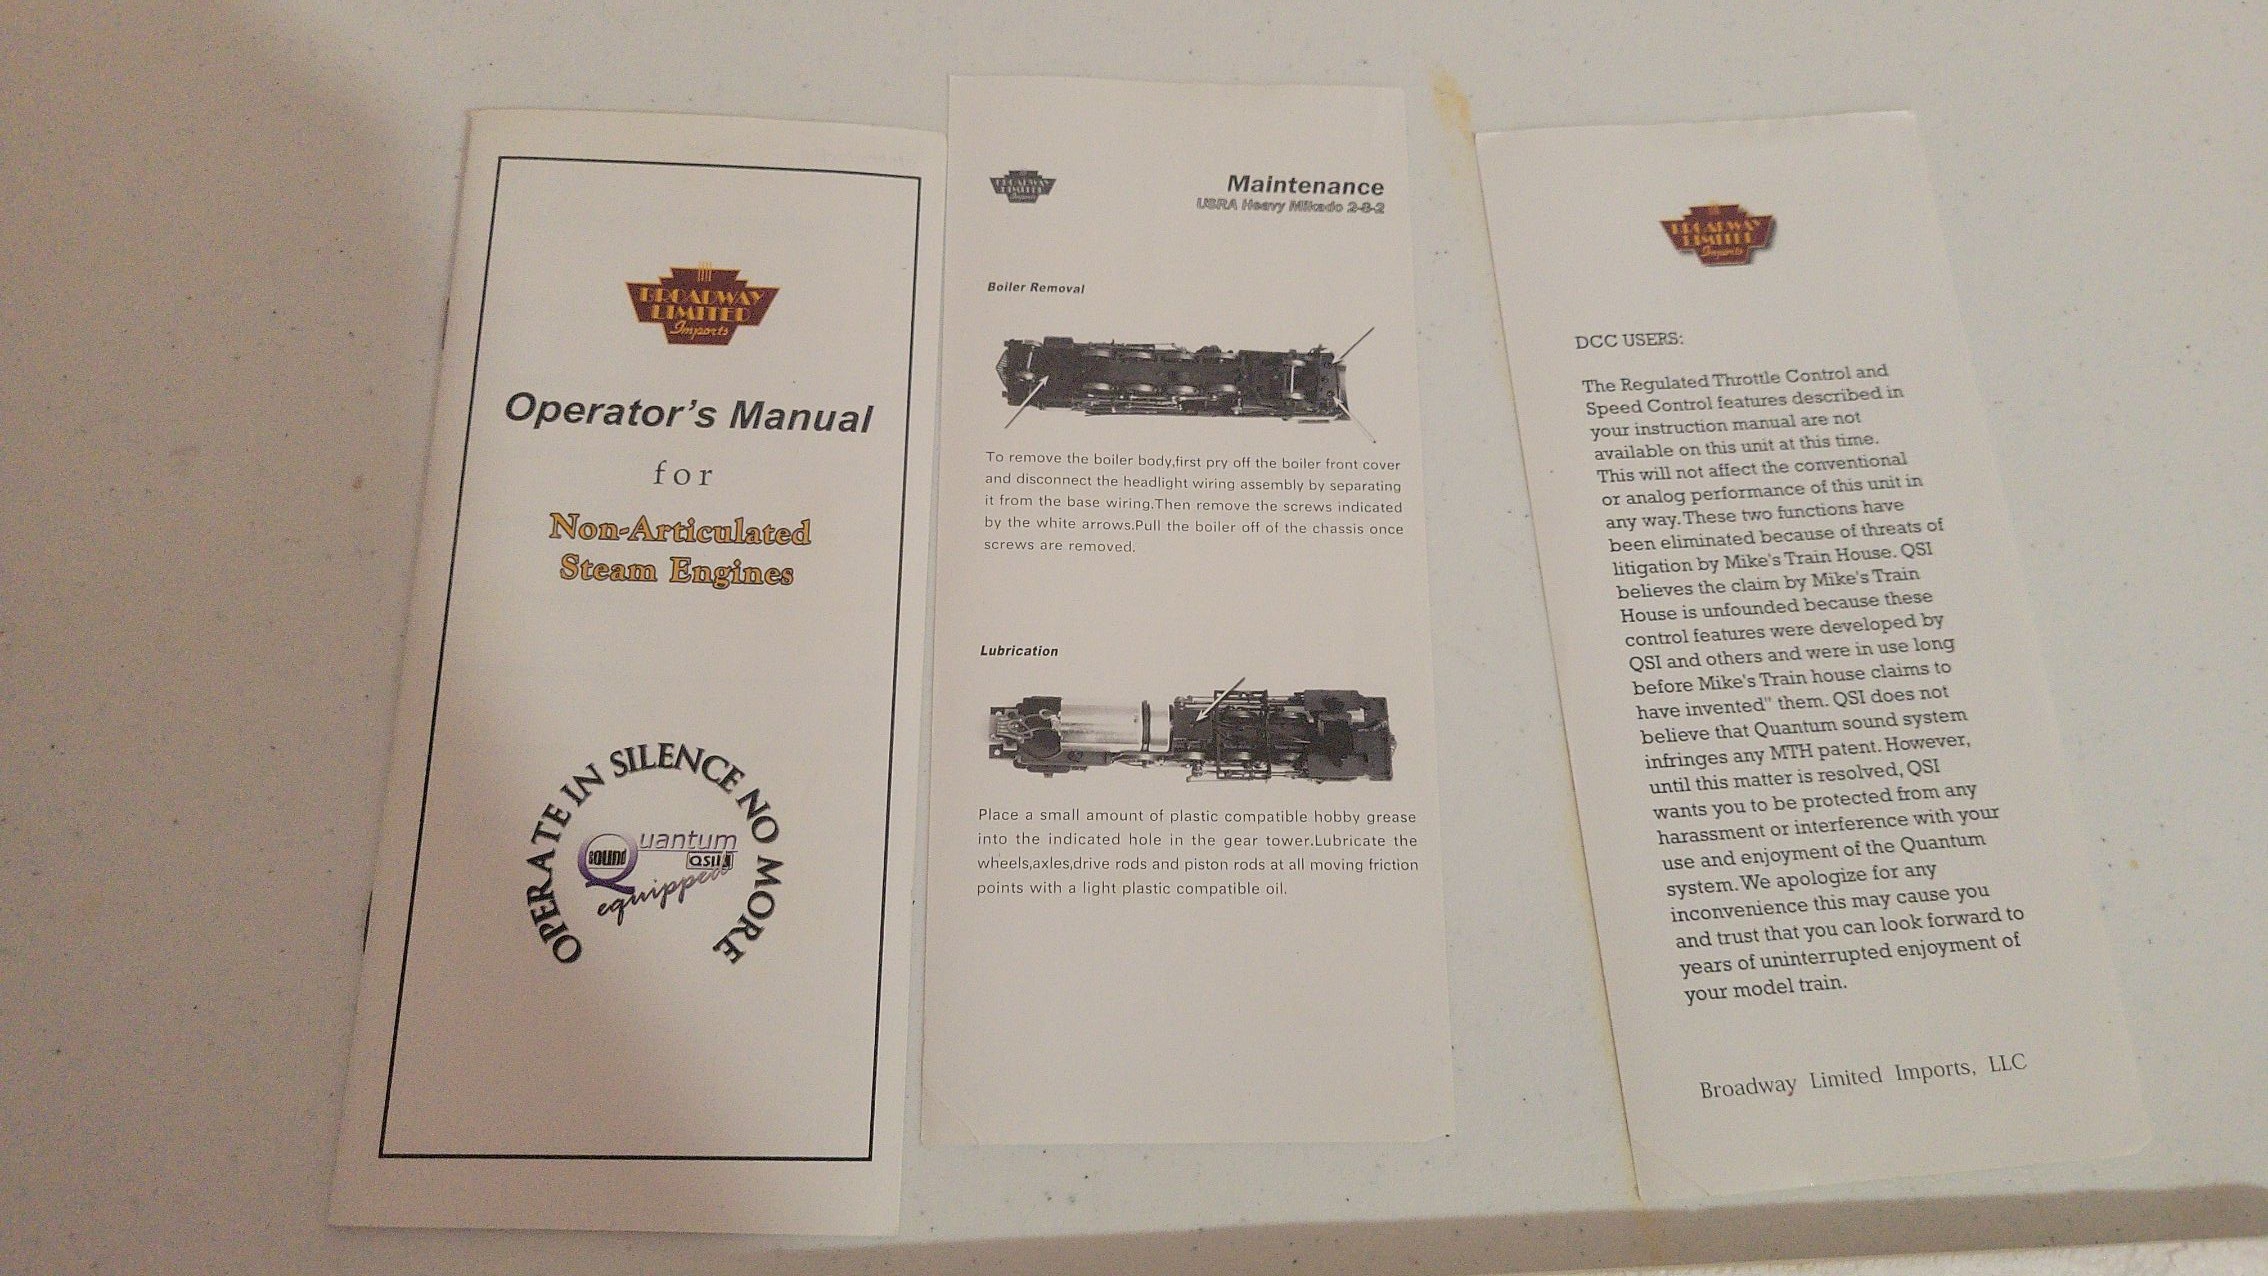 BROADWAY
LIMITED
Imports
Operator's Manual
for
Non-Articulated
Steam Engines
OPERATE IN SILENCE NO MORE
Quantum
Sound
QSI
equipped
BROADWAY
LIMITED
Maintenance
USRA Heavy Mikado 2-8-2
Boiler Removal
To remove the boiler body,first pry off the boiler front cover
and disconnect the headlight wiring assembly by separating
it from the base wiring.Then remove the screws indicated
by the white arrows.Pull the boiler off of the chassis once
screws are removed.
Lubrication
Place a small amount of plastic compatible hobby grease
into the indicated hole in the gear tower.Lubricate the
wheels,axles,drive rods and piston rods at all moving friction
points with a light plastic compatible oil.
BROADWAY
LIMITED
Imports
DCC USERS:
The Regulated Throttle Control and
Speed Control features described in
your instruction manual are not
available on this unit at this time.
This will not affect the conventional
or analog performance of this unit in
any way. These two functions have
been eliminated because of threats of
litigation by Mike's Train House. QSI
believes the claim by Mike's Train
House is unfounded because these
control features were developed by
QSI and others and were in use long
before Mike's Train house claims to
have invented" them. QSI does not
believe that Quantum sound system
infringes any MTH patent. However,
until this matter is resolved, QSI
wants you to be protected from any
harassment or interference with your
use and enjoyment of the Quantum
system. We apologize for any
inconvenience this may cause you
and trust that you can look forward to
years of uninterrupted enjoyment of
your model train.
Broadway Limited Imports, LLC